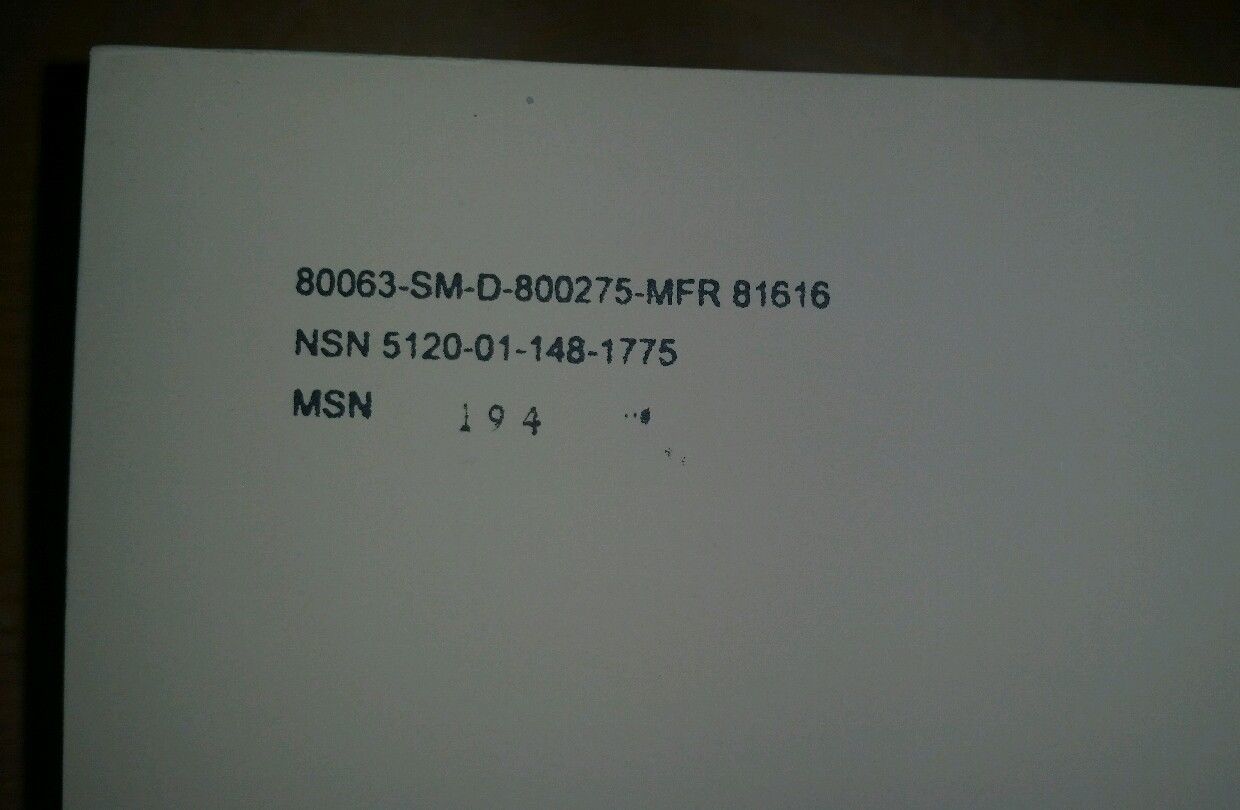 80063-SM-D-800275-MFR 81616
NSN 5120-01-148-1775
MSN 194